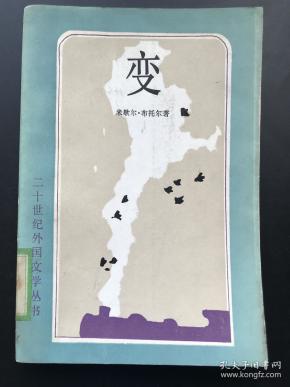 变
米歇尔·布托尔著
二十世纪外国文学丛书
孔夫子旧书网